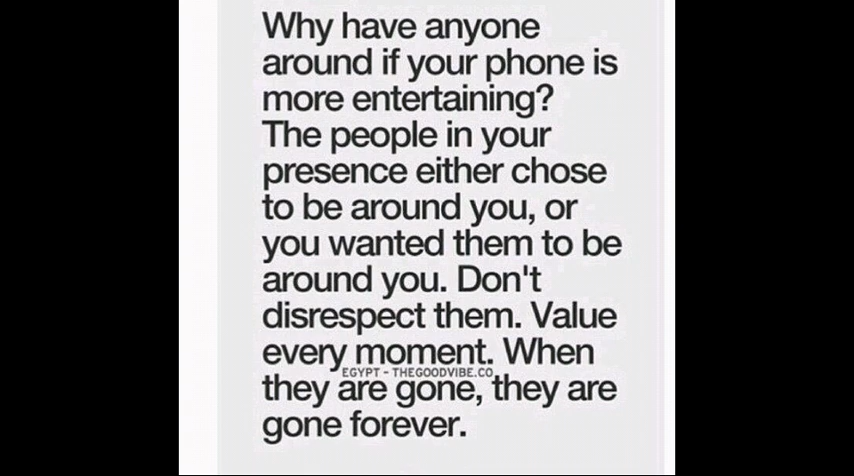 Why have anyone
around if your phone is
more entertaining?
The people in your
presence either chose
to be around you, or
you wanted them to be
around you. Don't
disrespect them. Value
every moment. When
EGYPT - THEGOODVIBE.CO
they are gone, they are
gone forever.